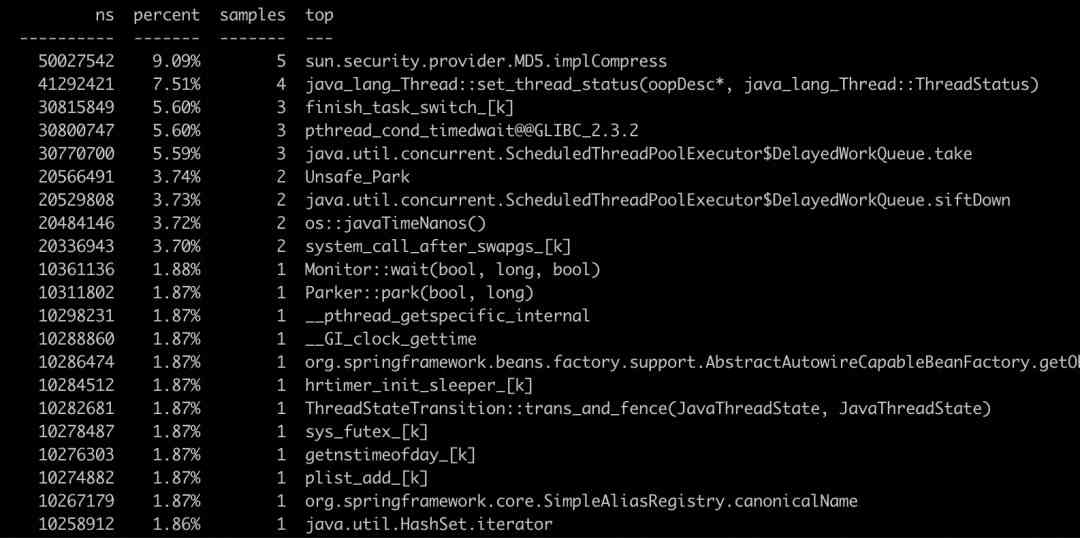 ns percent samples top
---------- ------- ------- ---
50027542 9.09% 5 sun.security.provider.MD5.implCompress
41292421 7.51% 4 java_lang_Thread::set_thread_status(oopDesc*, java_lang_Thread::ThreadStatus)
30815849 5.60% 3 finish_task_switch_[k]
30800747 5.60% 3 pthread_cond_timedwait@@GLIBC_2.3.2
30770700 5.59% 3 java.util.concurrent.ScheduledThreadPoolExecutor$DelayedWorkQueue.take
20566491 3.74% 2 Unsafe_Park
20529808 3.73% 2 java.util.concurrent.ScheduledThreadPoolExecutor$DelayedWorkQueue.siftDown
20484146 3.72% 2 os::javaTimeNanos()
20336943 3.70% 2 system_call_after_swapgs_[k]
10361136 1.88% 1 Monitor::wait(bool, long, bool)
10311802 1.87% 1 Parker::park(bool, long)
10298231 1.87% 1 __pthread_getspecific_internal
10288860 1.87% 1 __GI_clock_gettime
10286474 1.87% 1 org.springframework.beans.factory.support.AbstractAutowireCapableBeanFactory.getOb
10284512 1.87% 1 hrtimer_init_sleeper_[k]
10282681 1.87% 1 ThreadStateTransition::trans_and_fence(JavaThreadState, JavaThreadState)
10278487 1.87% 1 sys_futex_[k]
10276303 1.87% 1 getnstimeofday_[k]
10274882 1.87% 1 plist_add_[k]
10267179 1.87% 1 org.springframework.core.SimpleAliasRegistry.canonicalName
10258912 1.86% 1 java.util.HashSet.iterator